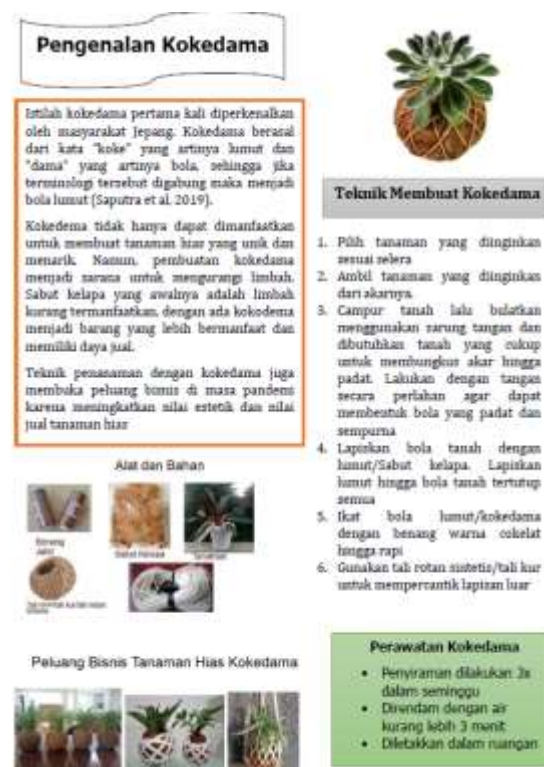 Pengenalan Kokedama
Istilah kokedama pertama kali diperkenalkan
oleh masyarakat Jepang. Kokedama berasal
dari kata "koke" yang artinya lumut dan
"dama" yang artinya bola, sehingga jika
terminologi tersebut digabung maka menjadi
bola lumut (Saputra et al. 2019).
Kokedema tidak hanya dapat dimanfaatkan
untuk membuat tanaman hias yang unik dan
menarik. Namun, pembuatan kokedama
menjadi sarana untuk mengurangi limbah.
Sabut kelapa yang awalnya adalah limbah
kurang termanfaatkan, dengan ada kokodema
menjadi barang yang lebih bermanfaat dan
memiliki daya jual.
Teknik penanaman dengan kokedama juga
membuka peluang bisnis di masa pandemi
karena meningkatkan nilai estetik dan nilai
jual tanaman hias
Alat dan Bahan
Benang
Jahit
Sabut Kelapa
Tanaman
Peluang Bisnis Tanaman Hias Kokedama
Teknik Membuat Kokedama
1. Pilih tanaman yang diinginkan
sesuai selera
2. Ambil tanaman yang diinginkan
dari akarnya.
3. Campur tanah lalu bulatkan
menggunakan sarung tangan dan
dibutuhkan tanah yang cukup
untuk membungkus akar hingga
padat. Lakukan dengan tangan
secara perlahan agar dapat
membentuk bola yang padat dan
sempurna
4. Lapiskan bola tanah dengan
lumut/Sabut kelapa. Lapiskan
lumut hingga bola tanah tertutup
semua
5. Ikat bola lumut/kokedama
dengan benang warna cokelat
hingga rapi
6. Gunakan tali rotan sintetis/tali kur
untuk mempercantik lapisan luar
Perawatan Kokedama
• Penyiraman dilakukan 3x
dalam seminggu
• Direndam dengan air
kurang lebih 3 menit
• Diletakkan dalam ruangan